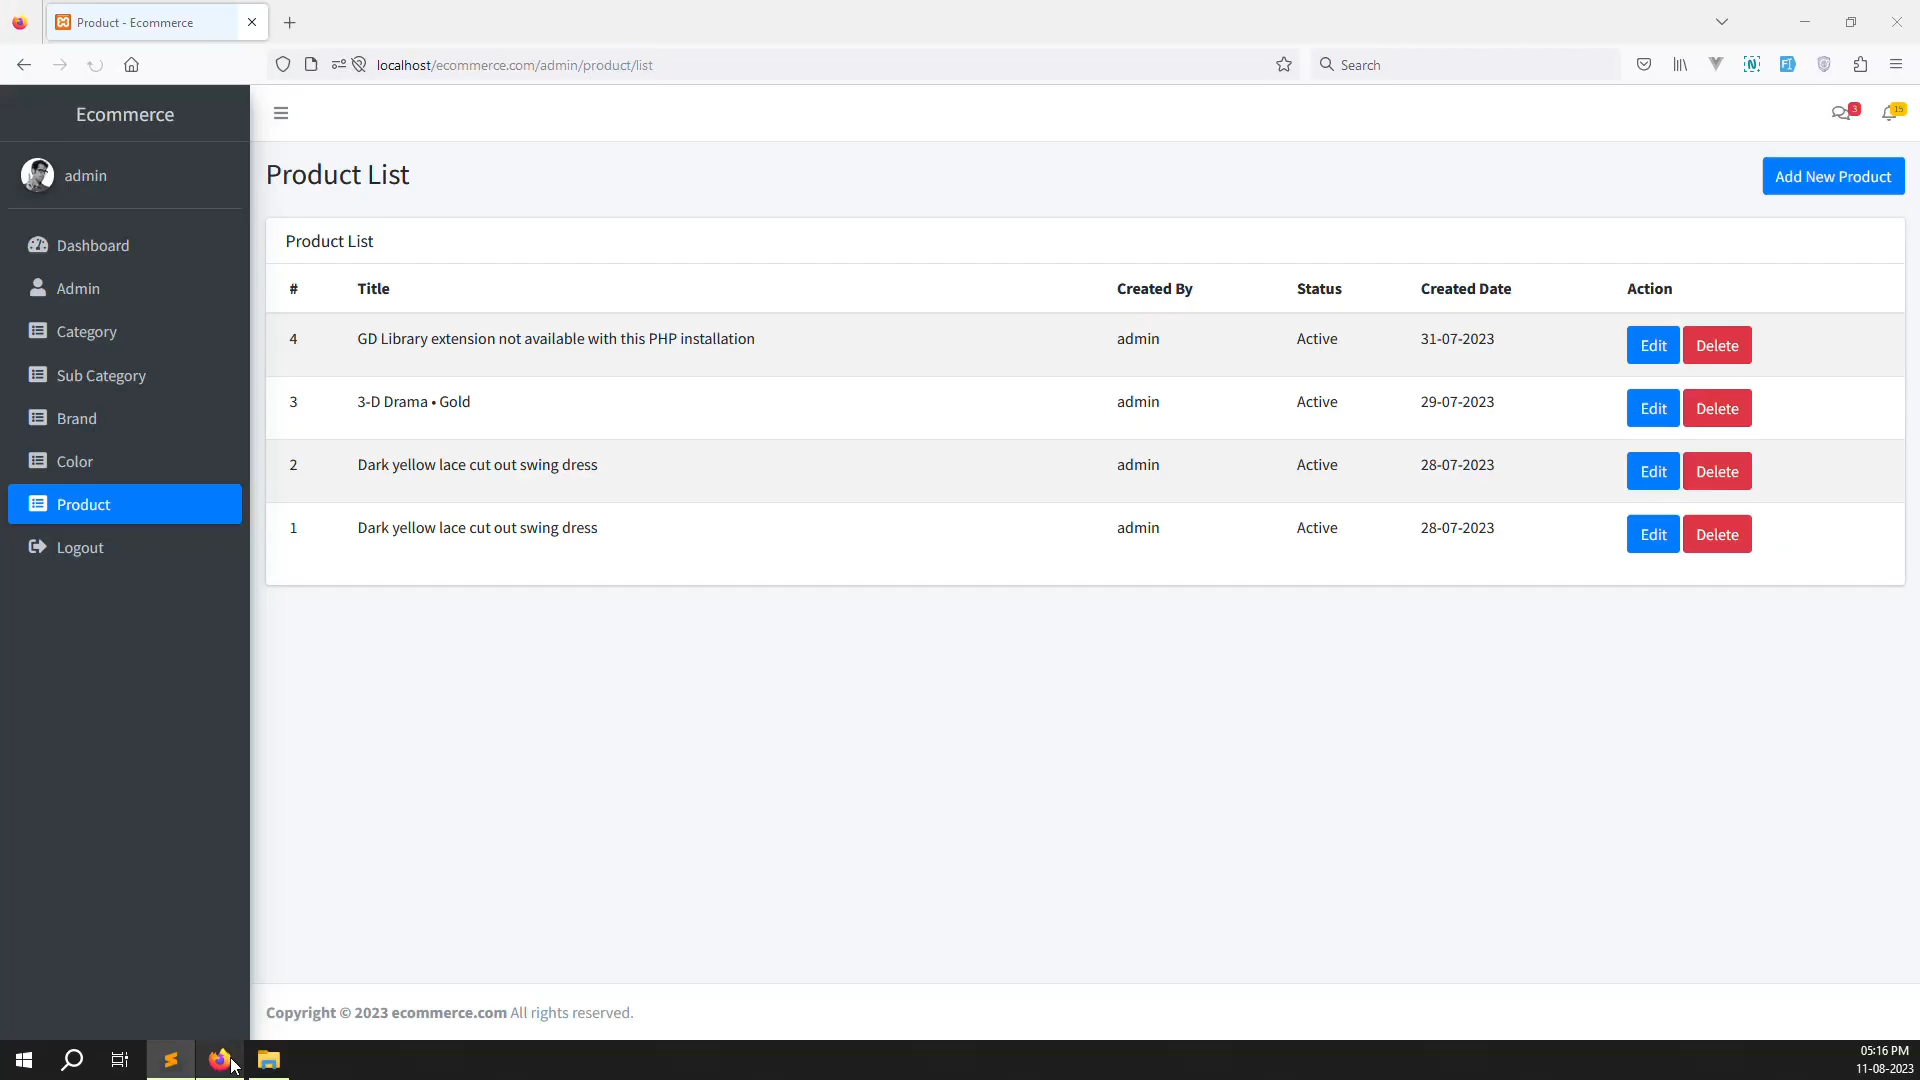 Product - Ecommerce
localhost/ecommerce.com/admin/product/list
Search
Ecommerce
3
15
admin
Product List
Add New Product
Dashboard
Admin
Category
Sub Category
Brand
Color
Product
Logout
Product List
# Title Created By Status Created Date Action
4 GD Library extension not available with this PHP installation admin Active 31-07-2023 Edit Delete
3 3-D Drama • Gold admin Active 29-07-2023 Edit Delete
2 Dark yellow lace cut out swing dress admin Active 28-07-2023 Edit Delete
1 Dark yellow lace cut out swing dress admin Active 28-07-2023 Edit Delete
Copyright © 2023 ecommerce.com All rights reserved.
05:16 PM
11-08-2023